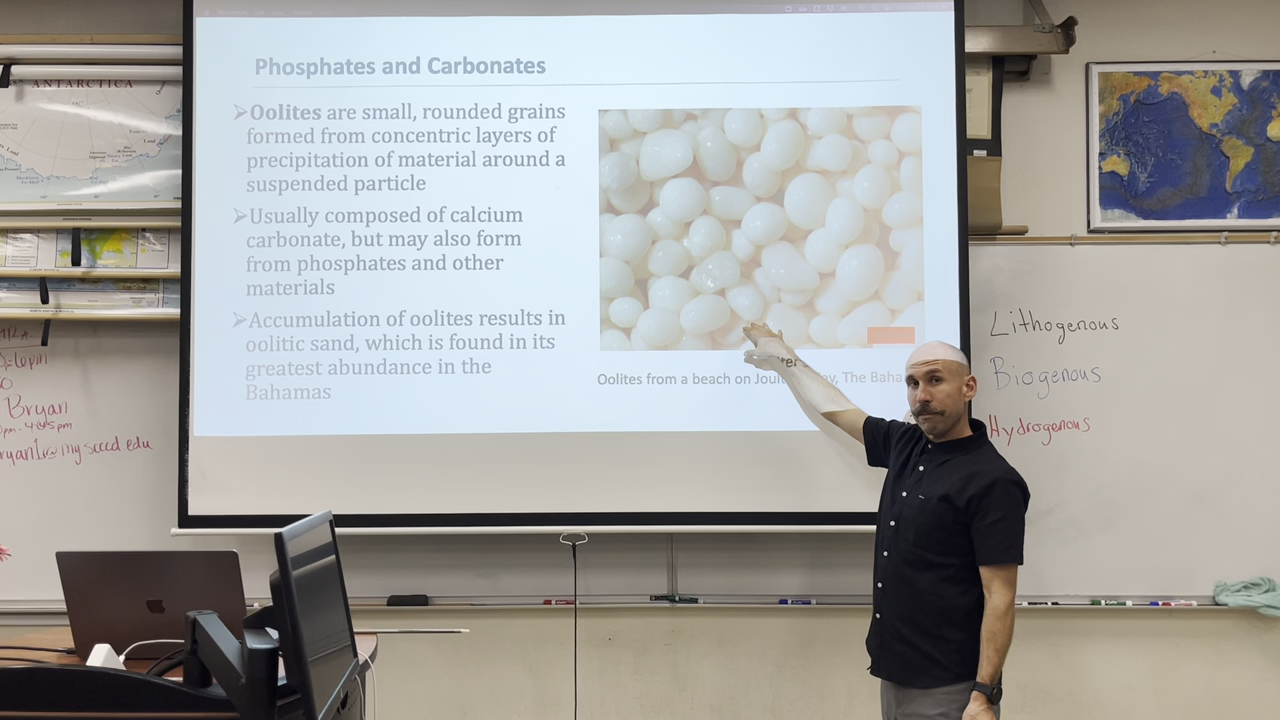 ANTARCTICA
Phosphates and Carbonates
➢Oolites are small, rounded grains
formed from concentric layers of
precipitation of material around a
suspended particle
➢Usually composed of calcium
carbonate, but may also form
from phosphates and other
materials
➢Accumulation of oolites results in
oolitic sand, which is found in its
greatest abundance in the
Bahamas
Oolites from a beach on The Baha
Lithogenous
Biogenous
Hydrogenous
Bryan